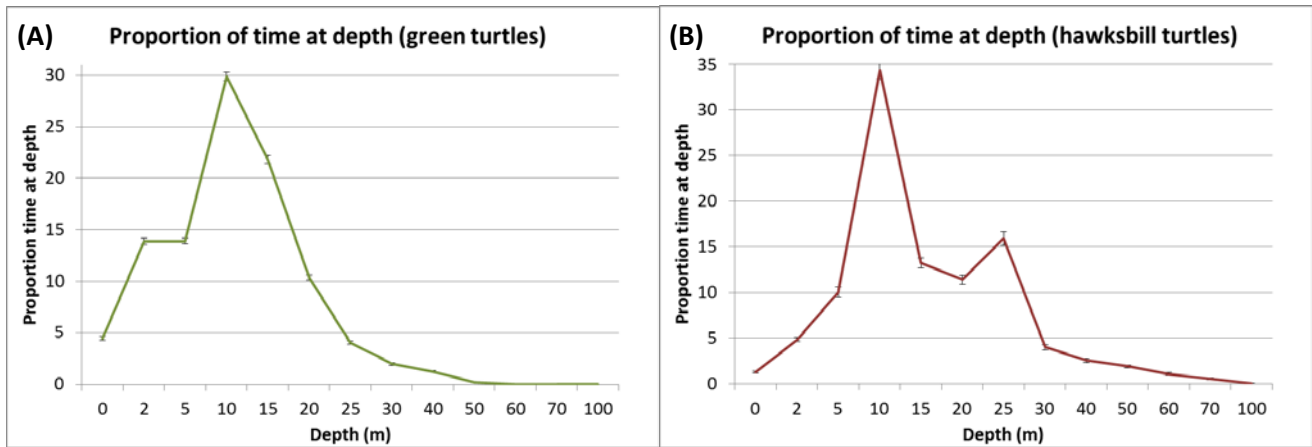 (A)
Proportion of time at depth (green turtles)
Proportion time at depth
30
25
20
15
10
5
0
0 2 5 10 15 20 25 30 40 50 60 70 100
Depth (m)
(B)
Proportion of time at depth (hawksbill turtles)
Proportion time at depth
35
30
25
20
15
10
5
0
0 2 5 10 15 20 25 30 40 50 60 70 100
Depth (m)